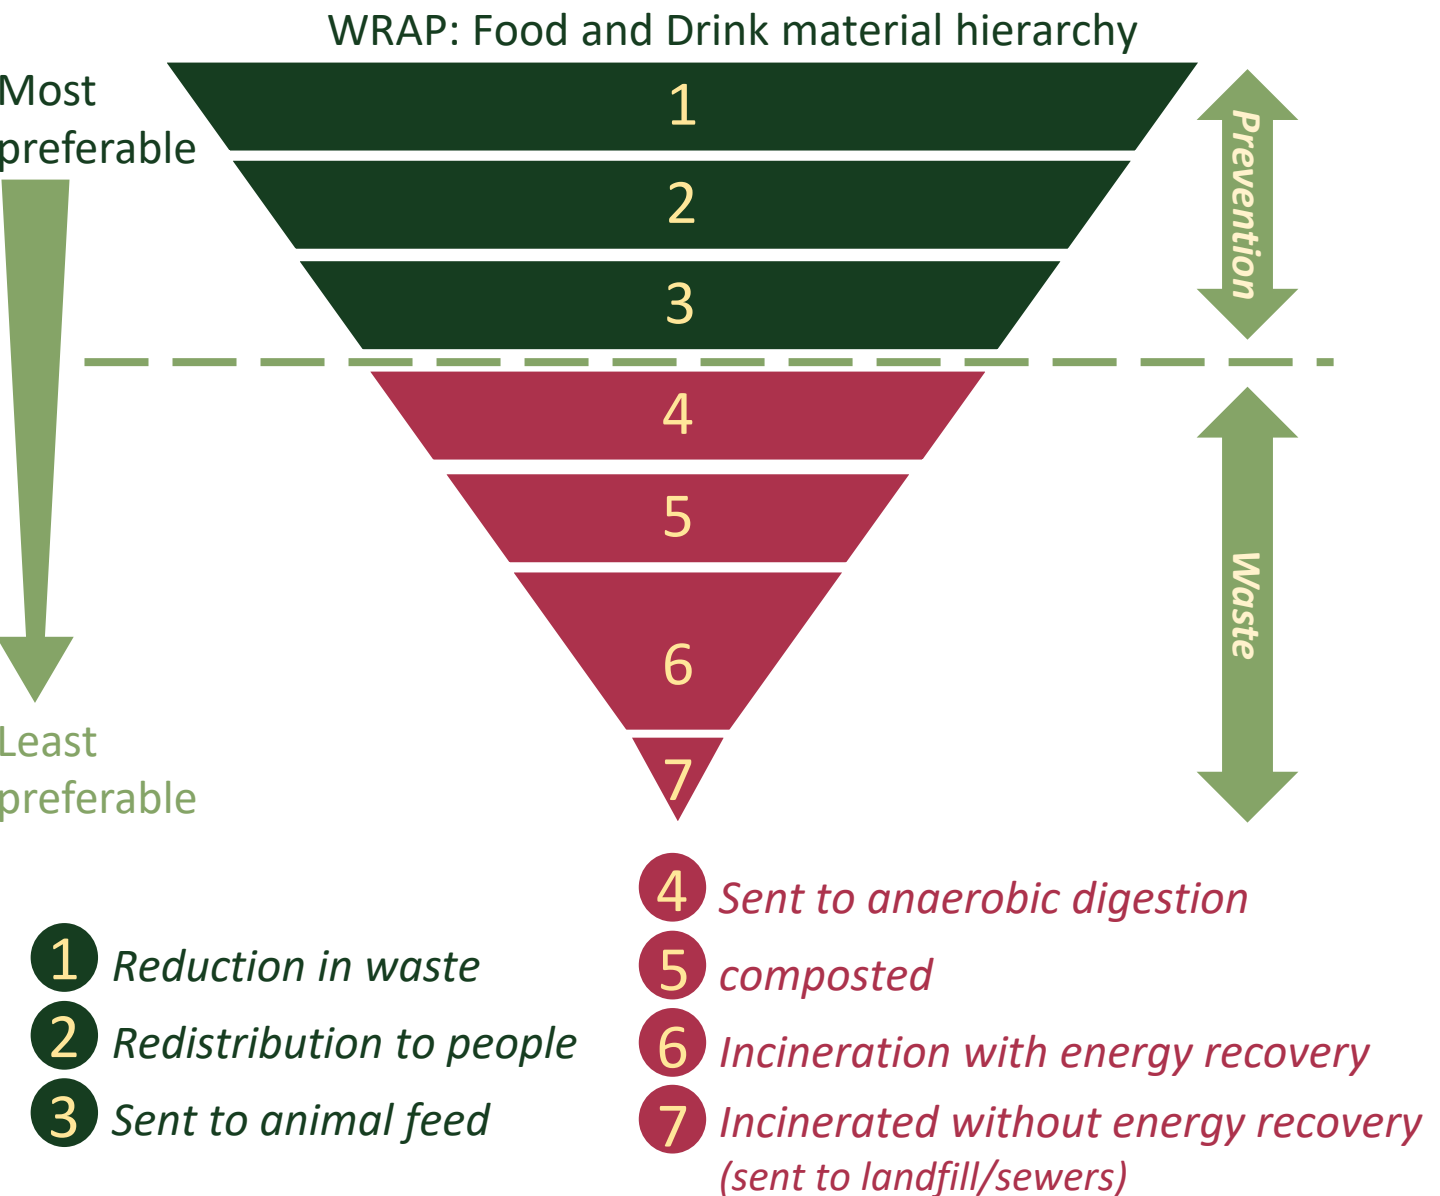 WRAP: Food and Drink material hierarchy
Most
preferable
1
2
3
Prevention
4
5
6
7
Waste
Least
preferable
1 Reduction in waste
2 Redistribution to people
3 Sent to animal feed
4 Sent to anaerobic digestion
5 composted
6 Incineration with energy recovery
7 Incinerated without energy recovery
(sent to landfill/sewers)